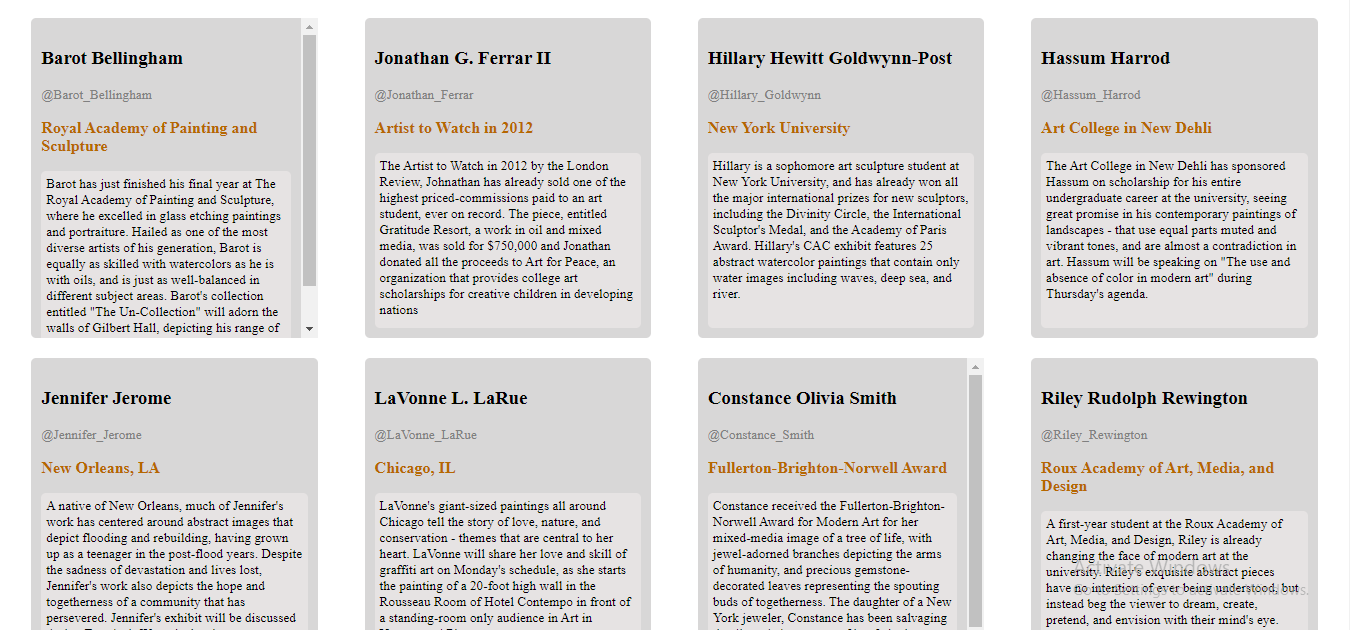 Barot Bellingham
@Barot_Bellingham
Royal Academy of Painting and
Sculpture
Barot has just finished his final year at The
Royal Academy of Painting and Sculpture,
where he excelled in glass etching paintings
and portraiture. Hailed as one of the most
diverse artists of his generation, Barot is
equally as skilled with watercolors as he is
with oils, and is just as well-balanced in
different subject areas. Barot's collection
entitled "The Un-Collection" will adorn the
walls of Gilbert Hall, depicting his range of
Jonathan G. Ferrar II
@Jonathan_Ferrar
Artist to Watch in 2012
The Artist to Watch in 2012 by the London
Review, Johnathan has already sold one of the
highest priced-commissions paid to an art
student, ever on record. The piece, entitled
Gratitude Resort, a work in oil and mixed
media, was sold for $750,000 and Jonathan
donated all the proceeds to Art for Peace, an
organization that provides college art
scholarships for creative children in developing
nations
Hillary Hewitt Goldwynn-Post
@Hillary_Goldwynn
New York University
Hillary is a sophomore art sculpture student at
New York University, and has already won all
the major international prizes for new sculptors,
including the Divinity Circle, the International
Sculptor's Medal, and the Academy of Paris
Award. Hillary's CAC exhibit features 25
abstract watercolor paintings that contain only
water images including waves, deep sea, and
river.
Hassum Harrod
@Hassum_Harrod
Art College in New Dehli
The Art College in New Dehli has sponsored
Hassum on scholarship for his entire
undergraduate career at the university, seeing
great promise in his contemporary paintings of
landscapes - that use equal parts muted and
vibrant tones, and are almost a contradiction in
art. Hassum will be speaking on "The use and
absence of color in modern art" during
Thursday's agenda.
Jennifer Jerome
@Jennifer_Jerome
New Orleans, LA
A native of New Orleans, much of Jennifer's
work has centered around abstract images that
depict flooding and rebuilding, having grown
up as a teenager in the post-flood years. Despite
the sadness of devastation and lives lost,
Jennifer's work also depicts the hope and
togetherness of a community that has
persevered. Jennifer's exhibit will be discussed
LaVonne L. LaRue
@LaVonne_LaRue
Chicago, IL
LaVonne's giant-sized paintings all around
Chicago tell the story of love, nature, and
conservation - themes that are central to her
heart. LaVonne will share her love and skill of
graffiti art on Monday's schedule, as she starts
the painting of a 20-foot high wall in the
Rousseau Room of Hotel Contempo in front of
a standing-room only audience in Art in
Constance Olivia Smith
@Constance_Smith
Fullerton-Brighton-Norwell Award
Constance received the Fullerton-Brighton-
Norwell Award for Modern Art for her
mixed-media image of a tree of life, with
jewel-adorned branches depicting the arms
of humanity, and precious gemstone-
decorated leaves representing the spouting
buds of togetherness. The daughter of a New
York jeweler, Constance has been salvaging
Riley Rudolph Rewington
@Riley_Rewington
Roux Academy of Art, Media, and
Design
A first-year student at the Roux Academy of
Art, Media, and Design, Riley is already
changing the face of modern art at the
university. Riley's exquisite abstract pieces
have no intention of ever being understood, but
instead beg the viewer to dream, create,
pretend, and envision with their mind's eye.
Activate Windows
Go to Settings to activate Windows.